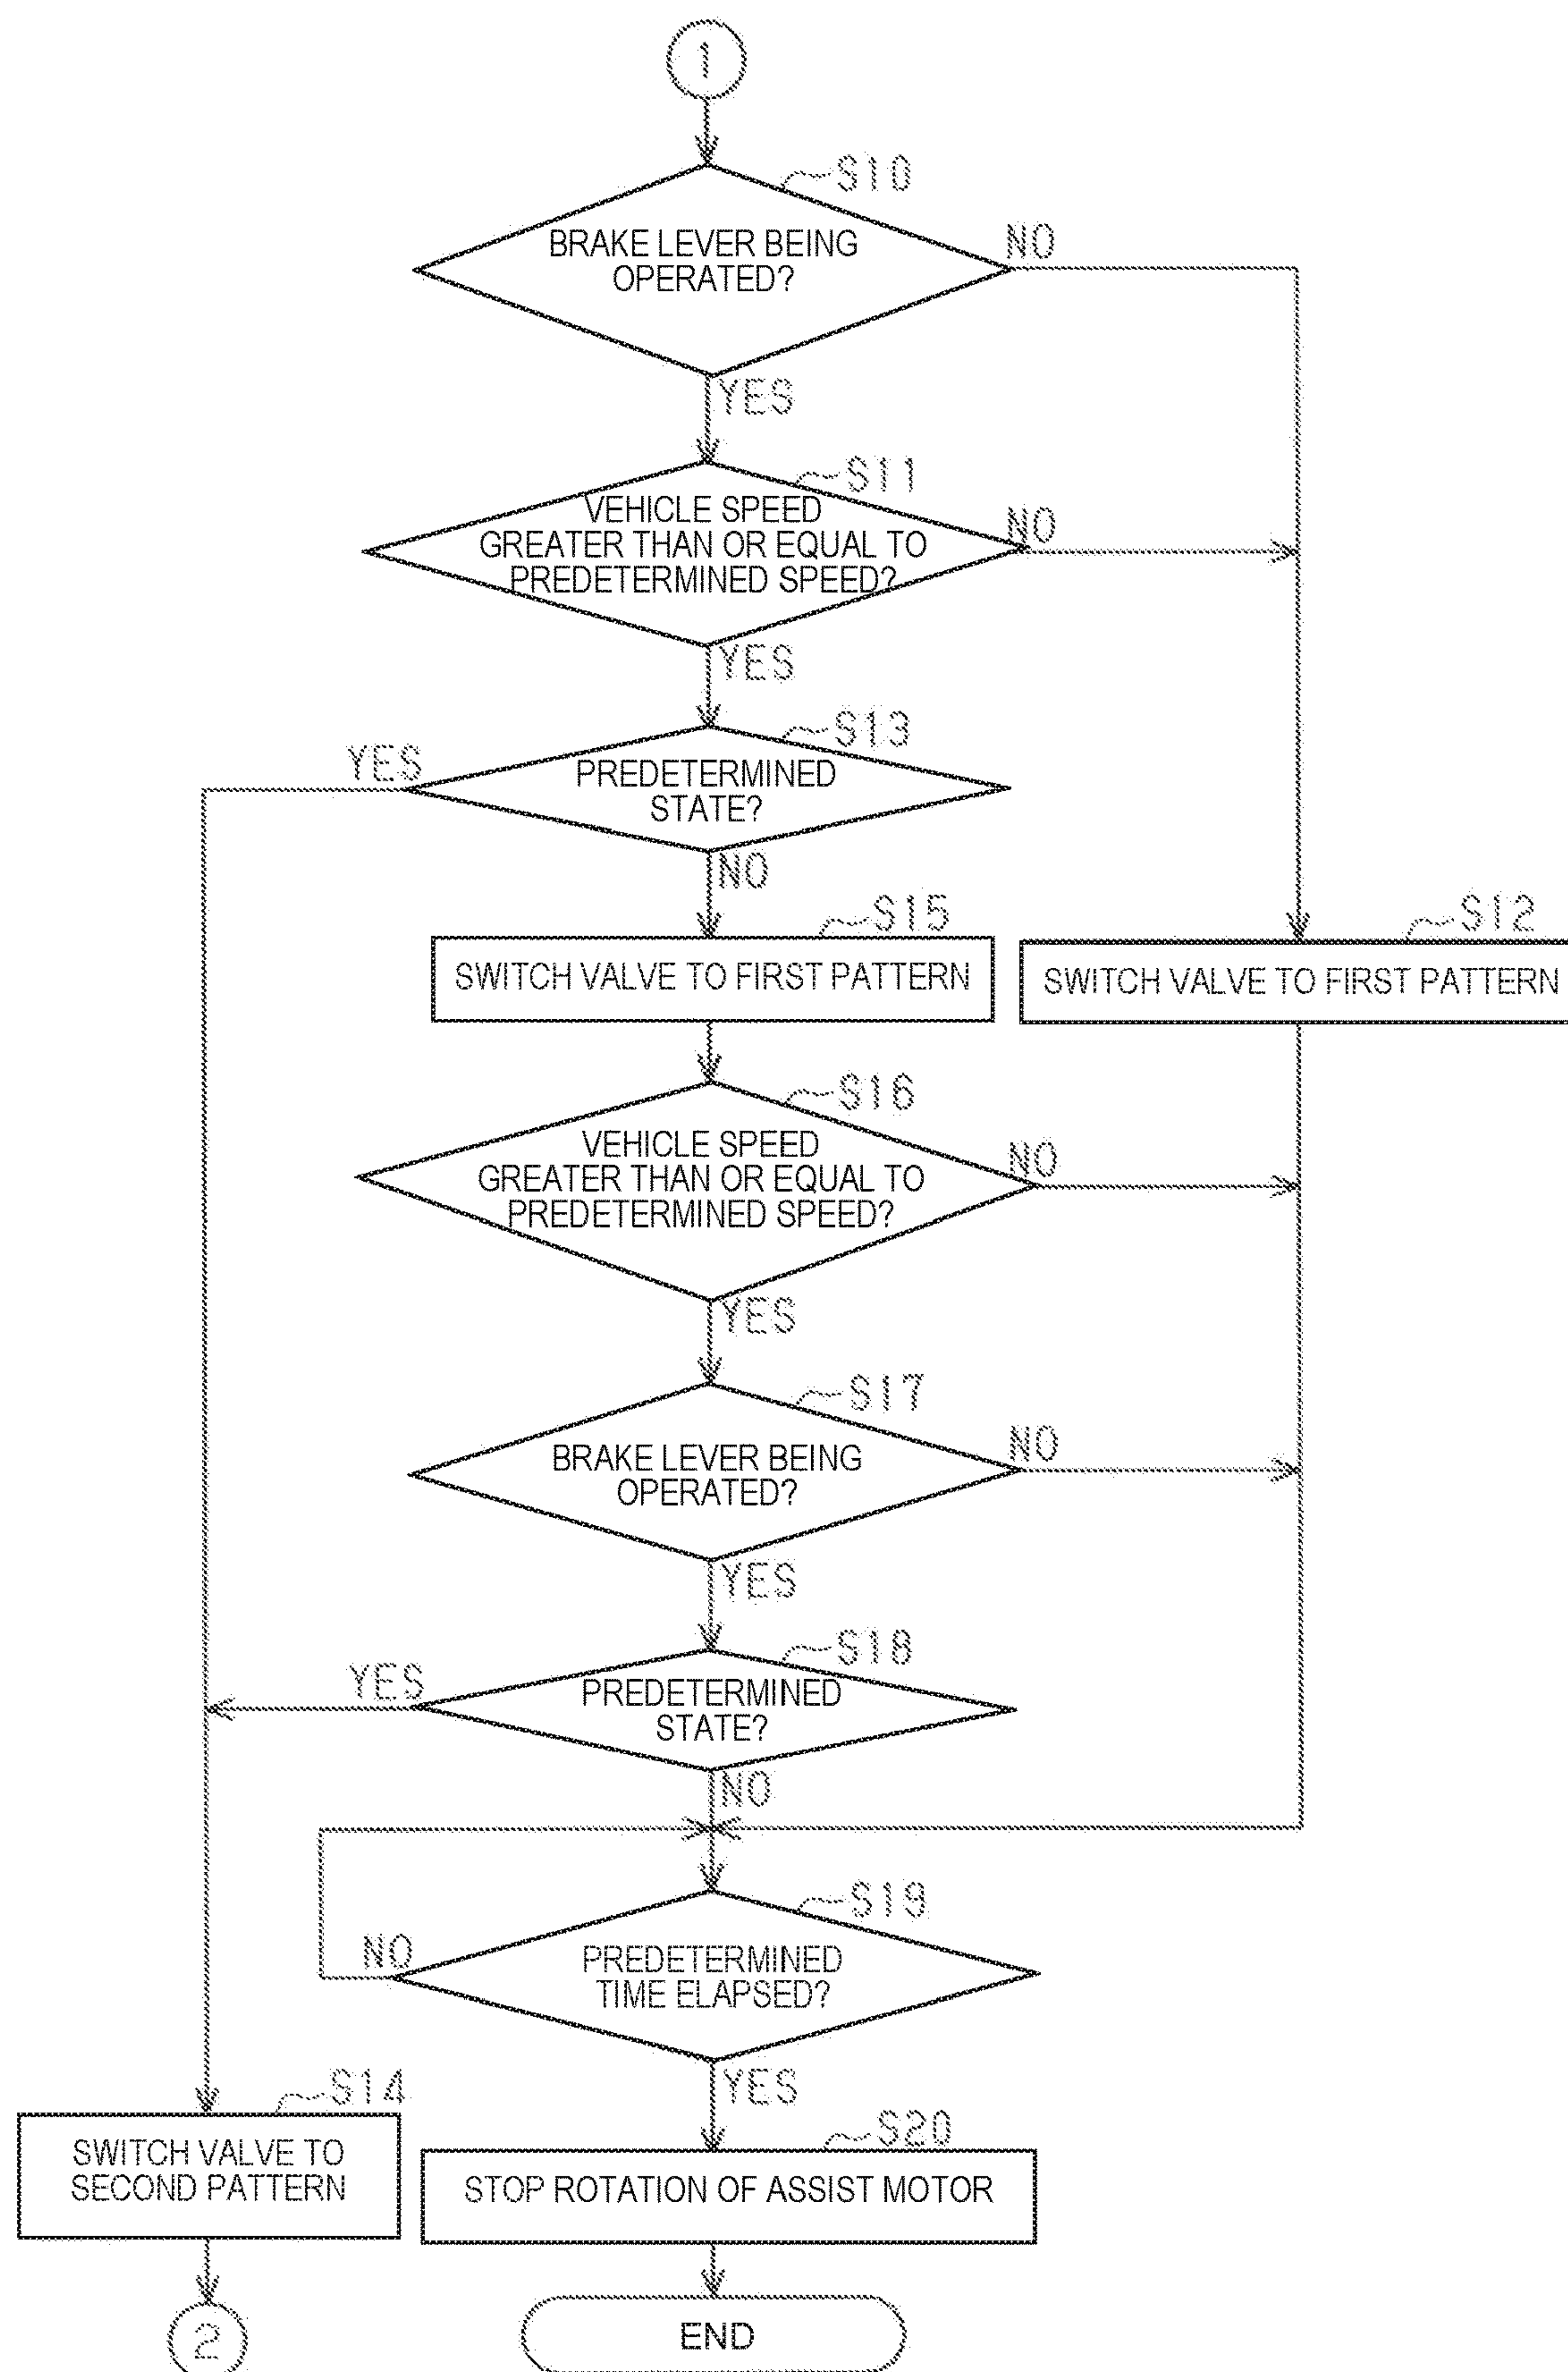 1
S10
BRAKE LEVER BEING
OPERATED?
NO
YES
S11
VEHICLE SPEED
GREATER THAN OR EQUAL TO
PREDETERMINED SPEED?
NO
YES
S13
YES
PREDETERMINED
STATE?
NO
S15
SWITCH VALVE TO FIRST PATTERN
S12
SWITCH VALVE TO FIRST PATTERN
S16
VEHICLE SPEED
GREATER THAN OR EQUAL TO
PREDETERMINED SPEED?
NO
YES
S17
BRAKE LEVER BEING
OPERATED?
NO
YES
S18
YES
PREDETERMINED
STATE?
NO
S19
NO
PREDETERMINED
TIME ELAPSED?
YES
S14
SWITCH VALVE TO
SECOND PATTERN
S20
STOP ROTATION OF ASSIST MOTOR
2
END